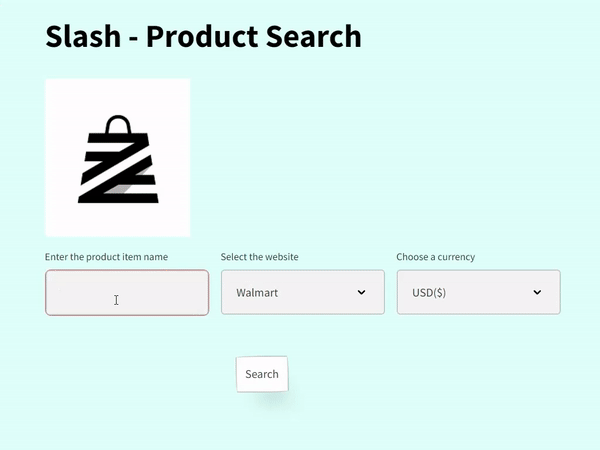 Slash - Product Search
Enter the product item name
Select the website
Choose a currency
Walmart
USD($)
Search